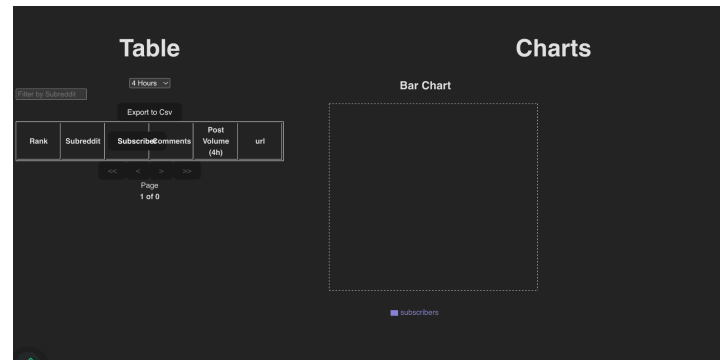 Table
Charts
4 Hours
Filter by Subreddit
Bar Chart
Export to Csv
Rank
Subreddit
Subscribe
Comments
Post
Volume
(4h)
url
<< < > >>
Page
1 of 0
subscribers